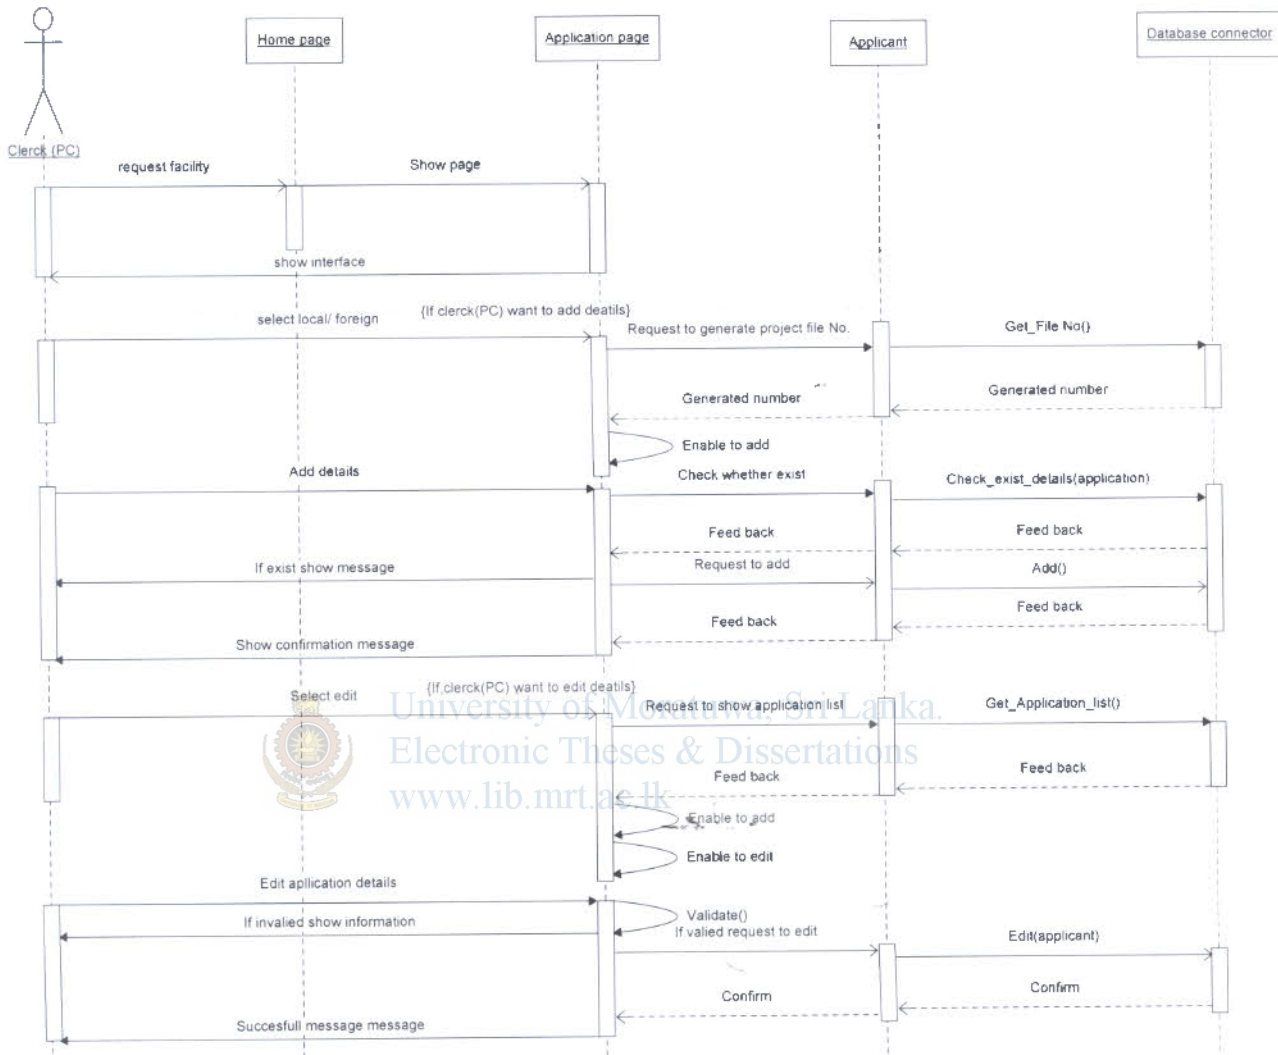 Home page
Application page
Applicant
Database connector
Clerck (PC)
request facility
Show page
show interface
select local/ foreign
{If clerck(PC) want to add deatils}
Request to generate project file No.
Get_File No()
Generated number
Generated number
Enable to add
Add details
Check whether exist
Check_exist_details(application)
Feed back
Feed back
If exist show message
Request to add
Add()
Feed back
Feed back
Show confirmation message
Select edit
{If clerck(PC) want to edit deatils}
Request to show application list
Get_Application_list()
University of Moratuwa, Sri Lanka.
Electronic Theses & Dissertations
www.lib.mrt.ac.lk
Feed back
Feed back
Enable to add
Enable to edit
Edit apllication details
If invalied show information
Validate()
If valied request to edit
Edit(applicant)
Confirm
Confirm
Succesfull message message